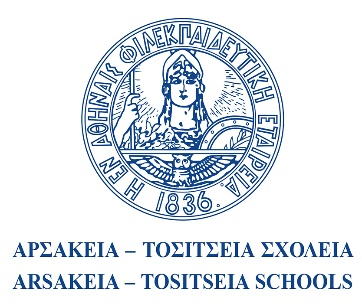 Η ΕΝ ΑΘΗΝΑΙΣ ΦΙΛΕΚΠΑΙΔΕΥΤΙΚΗ ΕΤΑΙΡΕΙΑ
1836
ΑΡΣΑΚΕΙΑ – ΤΟΣΙΤΣΕΙΑ ΣΧΟΛΕΙΑ
ARSAKEIA – TOSITSEIA SCHOOLS